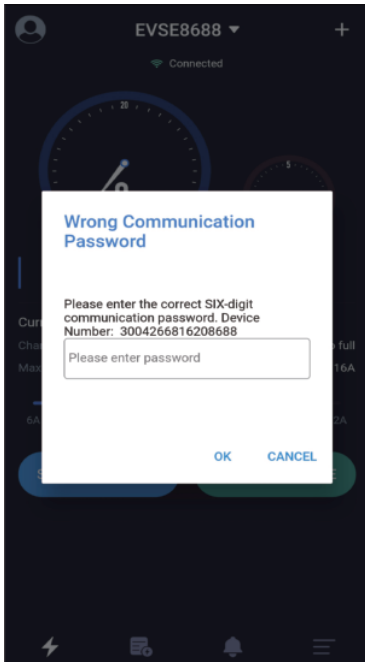 EVSE8688
Connected
20
5
Wrong Communication
Password
Please enter the correct SIX-digit
communication password. Device
Number: 3004266816208688
Please enter password
full
16A
6A
2A
OK CANCEL